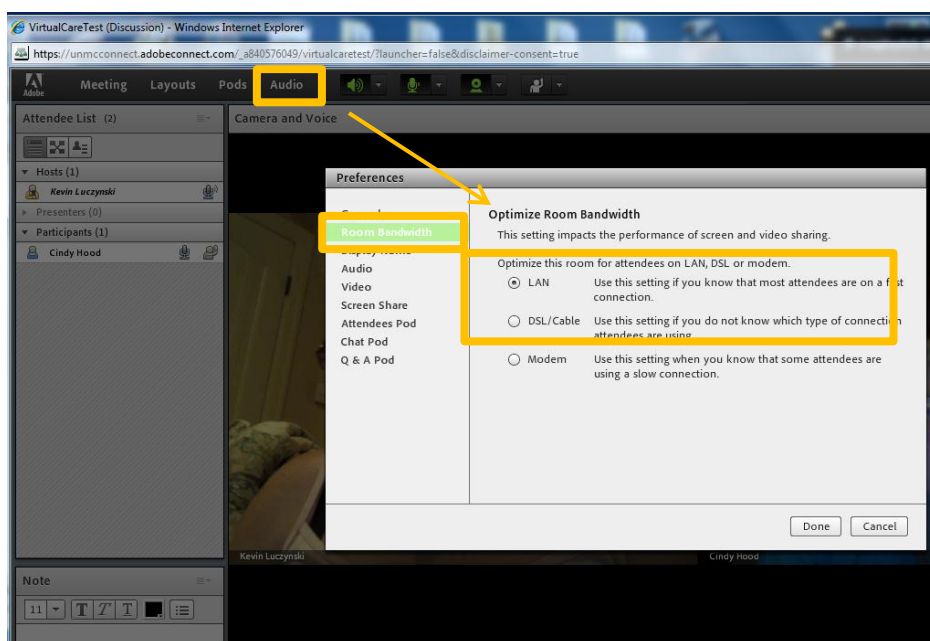 VirtualCareTest (Discussion) - Windows Internet Explorer
https://unmcconnect.adobeconnect.com/_a840576049/virtualcaretest/?launcher=false&disclaimer-consent=true
Adobe Meeting Layouts Pods Audio
Attendee List (2)
Camera and Voice
Hosts (1)
Kevin Luczynski
Presenters (0)
Participants (1)
Cindy Hood
Preferences
Room Bandwidth
Display Name
Audio
Video
Screen Share
Attendees Pod
Chat Pod
Q & A Pod
Optimize Room Bandwidth
This setting impacts the performance of screen and video sharing.
Optimize this room for attendees on LAN, DSL or modem.
LAN Use this setting if you know that most attendees are on a fast
connection.
DSL/Cable Use this setting if you do not know which type of connection
attendees are using.
Modem Use this setting when you know that some attendees are
using a slow connection.
Done Cancel
Kevin Luczynski
Cindy Hood
Note
11 T T T